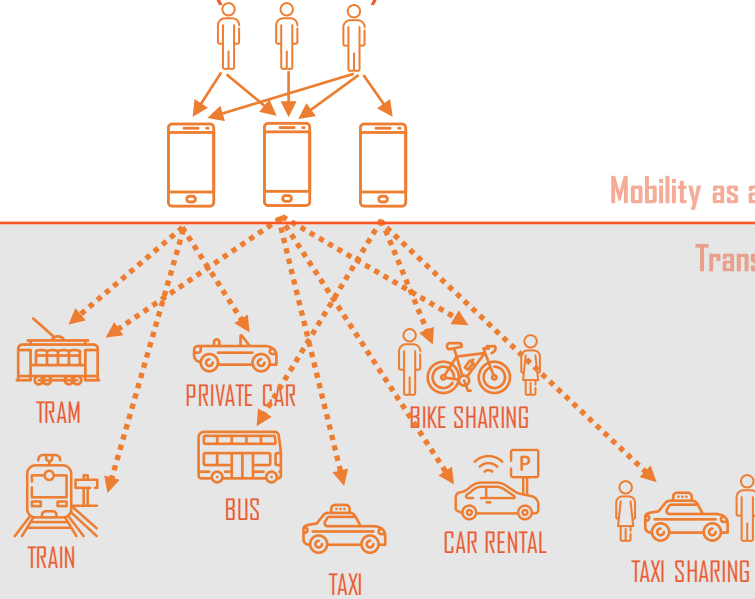 Mobility as a
Trans
TRAM
PRIVATE CAR
BIKE SHARING
TRAIN
BUS
TAXI
P
CAR RENTAL
TAXI SHARING